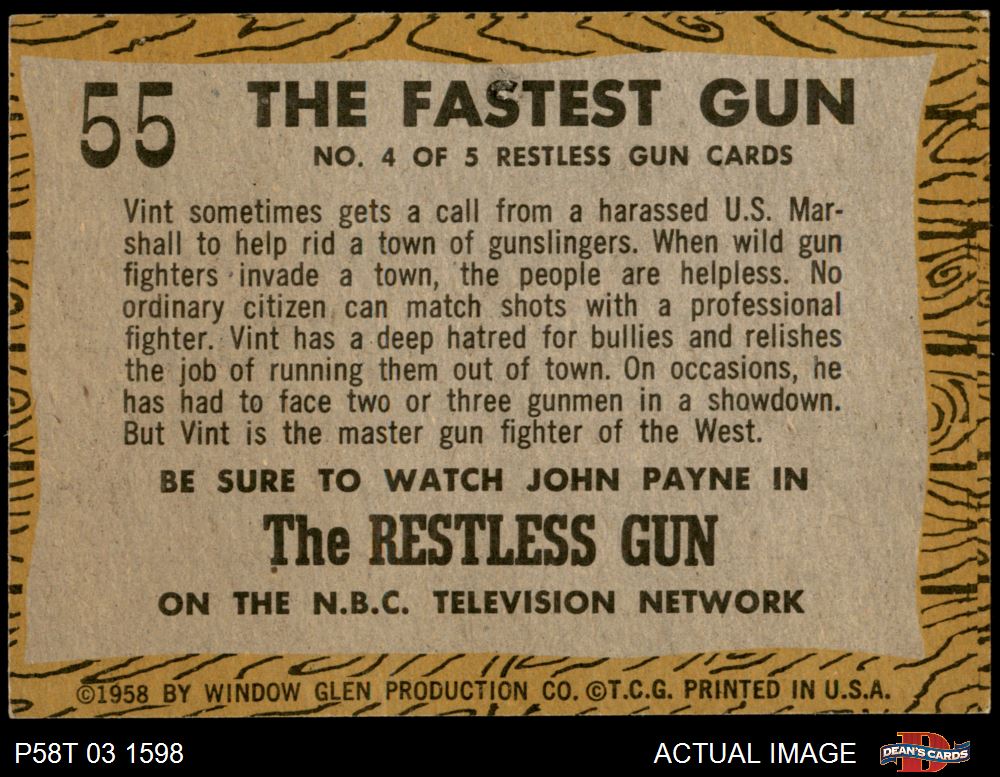 55
THE FASTEST GUN
NO. 4 OF 5 RESTLESS GUN CARDS
Vint sometimes gets a call from a harassed U.S. Mar-
shall to help rid a town of gunslingers. When wild gun
fighters invade a town, the people are helpless. No
ordinary citizen can match shots with a professional
fighter. Vint has a deep hatred for bullies and relishes
the job of running them out of town. On occasions, he
has had to face two or three gunmen in a showdown.
But Vint is the master gun fighter of the West.
BE SURE TO WATCH JOHN PAYNE IN
The RESTLESS GUN
ON THE N.B.C. TELEVISION NETWORK
©1958 BY WINDOW GLEN PRODUCTION CO. ©T.C.G. PRINTED IN U.S.A.
P58T 03 1598
ACTUAL IMAGE
DEAN'S CARDS